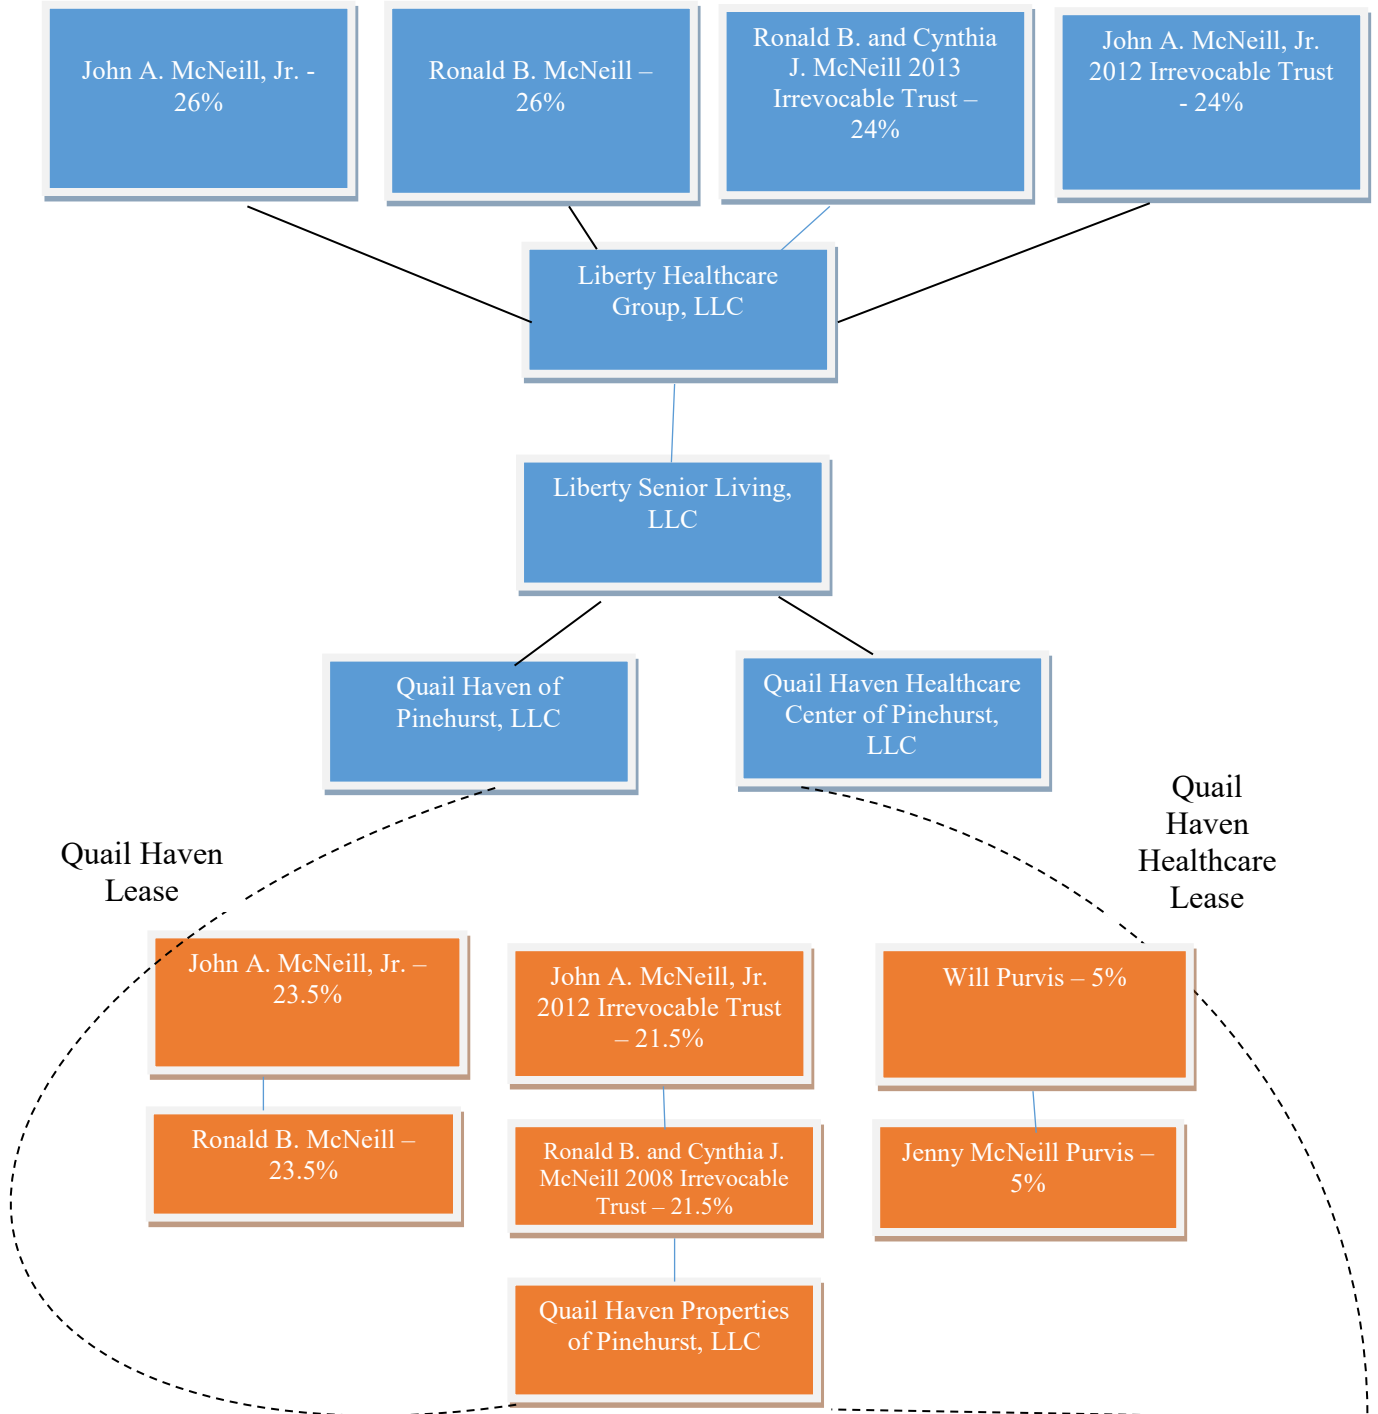 John A. McNeill, Jr. -
26%
Ronald B. McNeill –
26%
Ronald B. and Cynthia
J. McNeill 2013
Irrevocable Trust –
24%
John A. McNeill, Jr.
2012 Irrevocable Trust
- 24%
Liberty Healthcare
Group, LLC
Liberty Senior Living,
LLC
Quail Haven of
Pinehurst, LLC
Quail Haven Healthcare
Center of Pinehurst,
LLC
Quail Haven
Lease
Quail
Haven
Healthcare
Lease
John A. McNeill, Jr. –
23.5%
John A. McNeill, Jr.
2012 Irrevocable Trust
– 21.5%
Will Purvis – 5%
Ronald B. McNeill –
23.5%
Ronald B. and Cynthia J.
McNeill 2008 Irrevocable
Trust – 21.5%
Jenny McNeill Purvis –
5%
Quail Haven Properties
of Pinehurst, LLC